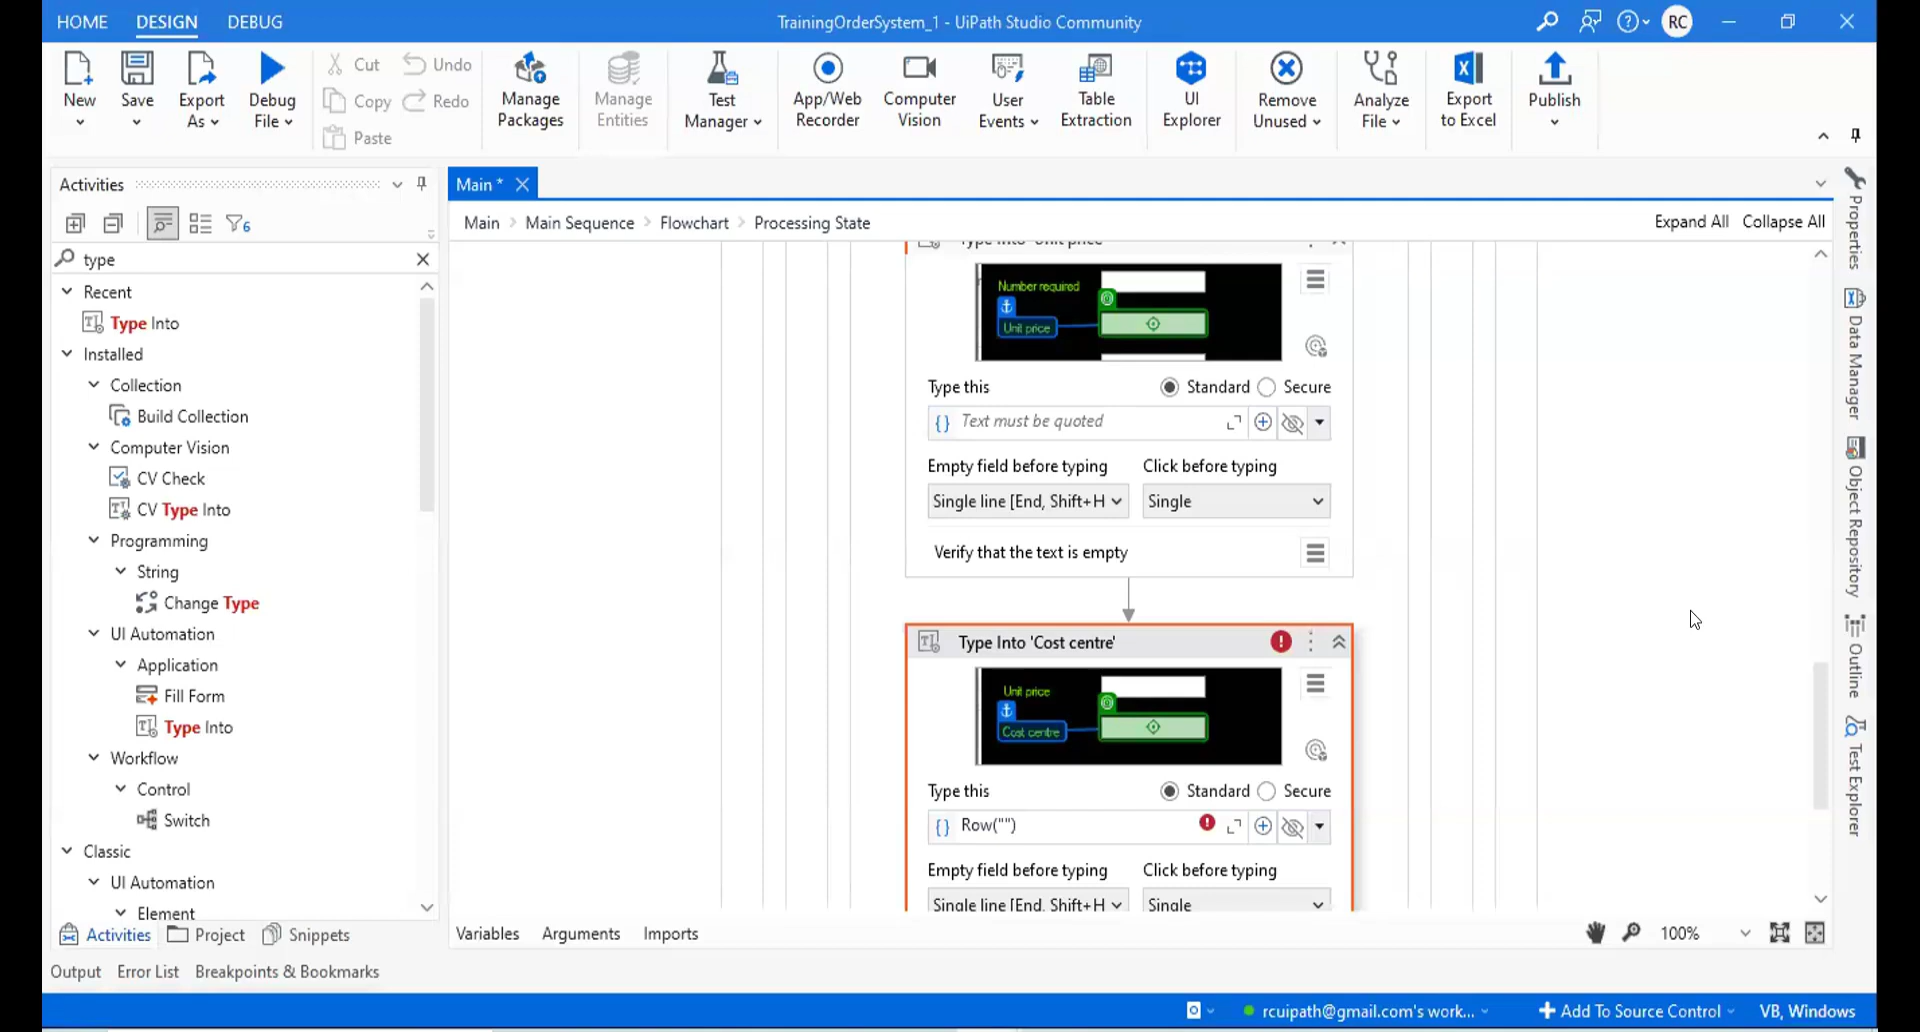 HOME DESIGN DEBUG TrainingOrderSystem_1 - UiPath Studio Community RC
New Save Export As Debug File
Cut Copy Paste Undo Redo
Manage Packages
Manage Entities
Test Manager
App/Web Recorder
Computer Vision
User Events
Table Extraction
UI Explorer
Remove Unused
Analyze File
Export to Excel
Publish
Activities
6
type
Recent
Type Into
Installed
Collection
Build Collection
Computer Vision
CV Check
CV Type Into
Programming
String
Change Type
UI Automation
Application
Fill Form
Type Into
Workflow
Control
Switch
Classic
UI Automation
Element
Activities Project Snippets
Main *
Main Main Sequence Flowchart Processing State Expand All Collapse All
Type Into 'Unit price'
Number required
Unit price
Type this Standard Secure
Text must be quoted
Empty field before typing Click before typing
Single line [End, Shift+H Single
Verify that the text is empty
Type Into 'Cost centre'
Unit price
Cost centre
Type this Standard Secure
Row("")
Empty field before typing Click before typing
Single line [End, Shift+H Single
Variables Arguments Imports 100%
Properties
Data Manager
Object Repository
Outline
Test Explorer
Output Error List Breakpoints & Bookmarks
rcuipath@gmail.com's work... Add To Source Control VB, Windows